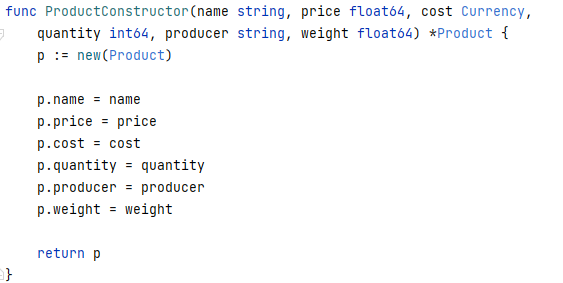 func ProductConstructor(name string, price float64, cost Currency,
    quantity int64, producer string, weight float64) *Product {
    p := new(Product)

    p.name = name
    p.price = price
    p.cost = cost
    p.quantity = quantity
    p.producer = producer
    p.weight = weight

    return p
}